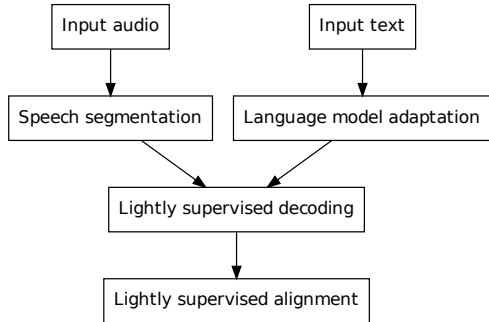 Input audio
Input text
Speech segmentation
Language model adaptation
Lightly supervised decoding
Lightly supervised alignment